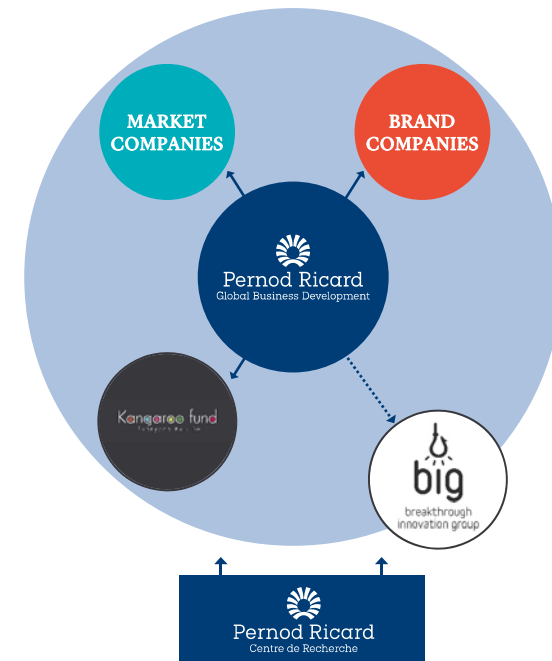 MARKET
COMPANIES
BRAND
COMPANIES
Pernod Ricard
Global Business Development
Kangaroo fund
big
breakthrough
innovation group
Pernod Ricard
Centre de Recherche